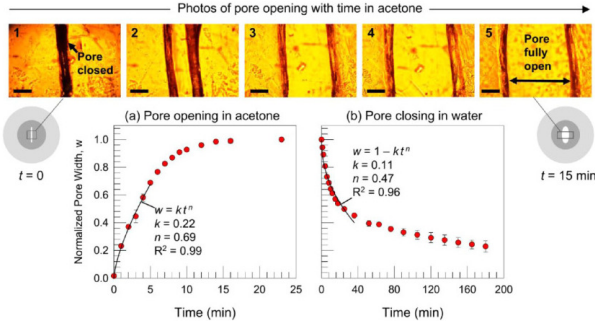 Photos of pore opening with time in acetone
1
2
3
4
5
Pore
closed
Pore
fully
open
t = 0
t = 15 min
(a) Pore opening in acetone
(b) Pore closing in water
Normalized Pore Width, w
1.0
0.8
0.6
0.4
0.2
0.0
w = ktⁿ
k = 0.22
n = 0.69
R² = 0.99
w = 1 – ktⁿ
k = 0.11
n = 0.47
R² = 0.96
0 5 10 15 20 25
0 40 80 120 160 200
Time (min)
Time (min)